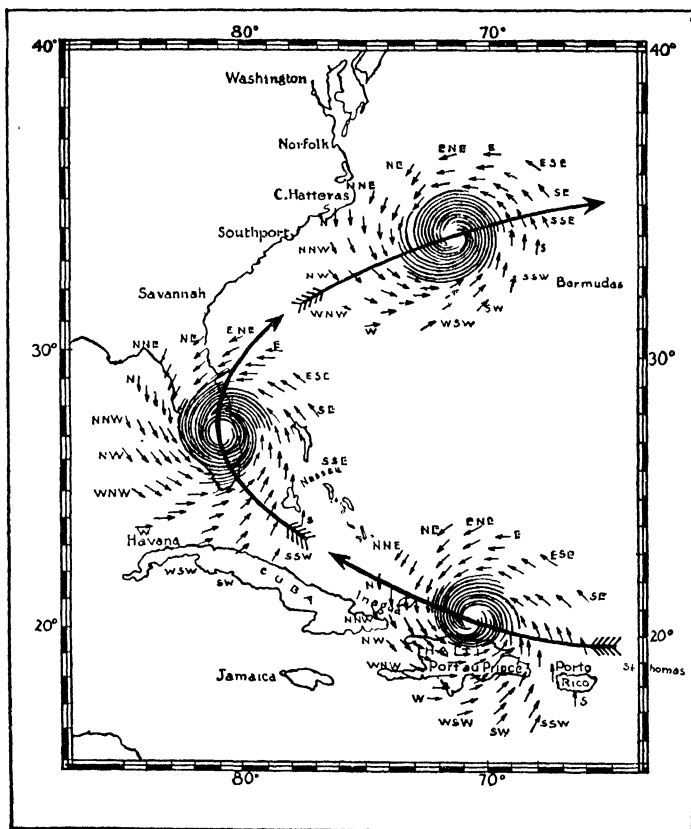 80° 70°
40° 40°
Washington
Norfolk
ENE E
NE ESE
NNE SE
C.Hatteras
N SSE
Southport
S
NNW
NW SSW Bermudas
Savannah
WNW SW
W WSW
ENE
NNE NE
30° E 30°
N ESE
SE
NNW
NW SSE
Nassau
WNW
S
W ENE
NE E
Havana SSW NNE
ESE
WSW CUBA
SW N SE
Inagua
20° NNW 20°
NW HAITI
WNW Port au Prince Porto St Thomas
Jamaica Rico
W S
WSW SW SSW
80° 70°